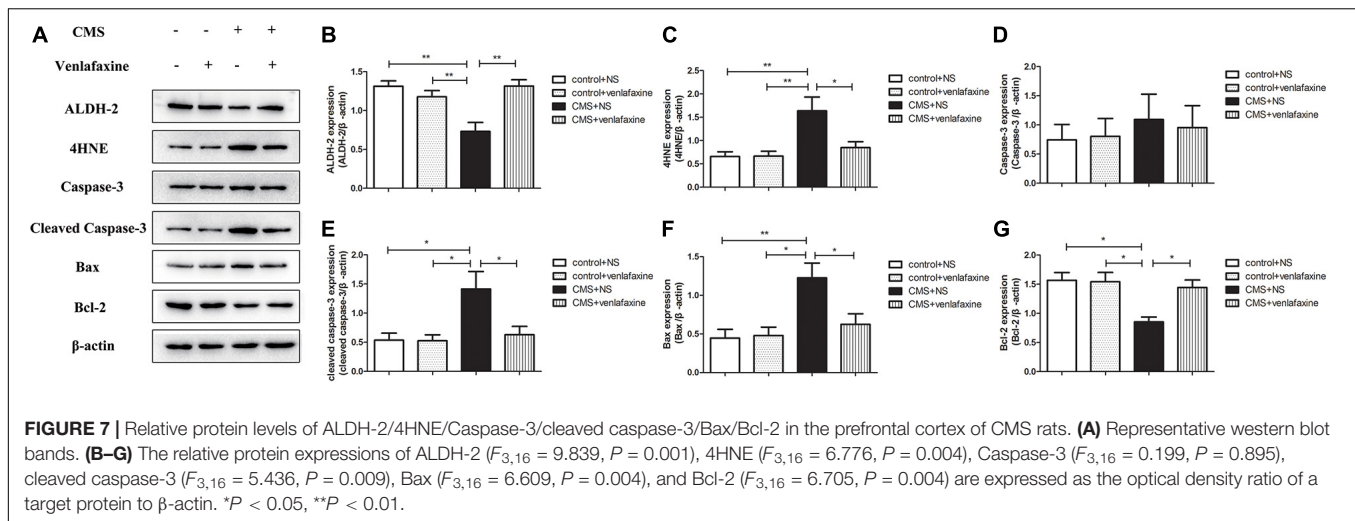 A
CMS - - + +
Venlafaxine - + - +
ALDH-2
4HNE
Caspase-3
Cleaved Caspase-3
Bax
Bcl-2
β-actin
B
ALDH-2 expression
(ALDH-2/β -actin)
0.0
0.5
1.0
1.5
** ** **
control+NS
control+venlafaxine
CMS+NS
CMS+venlafaxine
C
4HNE expression
(4HNE/β -actin)
0.0
0.5
1.0
1.5
2.0
2.5
** ** *
control+NS
control+venlafaxine
CMS+NS
CMS+venlafaxine
D
Caspase-3 expression
(Caspase-3 /β -actin)
0.0
0.5
1.0
1.5
2.0
control+NS
control+venlafaxine
CMS+NS
CMS+venlafaxine
E
cleaved caspase-3 expression
(cleaved caspase-3/β -actin)
0.0
0.5
1.0
1.5
2.0
* * *
control+NS
control+venlafaxine
CMS+NS
CMS+venlafaxine
F
Bax expression
(Bax /β -actin)
0.0
0.5
1.0
1.5
** * *
control+NS
control+venlafaxine
CMS+NS
CMS+venlafaxine
G
Bcl-2 expression
(Bcl-2 /β -actin)
0.0
0.5
1.0
1.5
2.0
* * *
control+NS
control+venlafaxine
CMS+NS
CMS+venlafaxine
FIGURE 7 | Relative protein levels of ALDH-2/4HNE/Caspase-3/cleaved caspase-3/Bax/Bcl-2 in the prefrontal cortex of CMS rats. (A) Representative western blot
bands. (B–G) The relative protein expressions of ALDH-2 (F3,16 = 9.839, P = 0.001), 4HNE (F3,16 = 6.776, P = 0.004), Caspase-3 (F3,16 = 0.199, P = 0.895),
cleaved caspase-3 (F3,16 = 5.436, P = 0.009), Bax (F3,16 = 6.609, P = 0.004), and Bcl-2 (F3,16 = 6.705, P = 0.004) are expressed as the optical density ratio of a
target protein to β-actin. *P < 0.05, **P < 0.01.